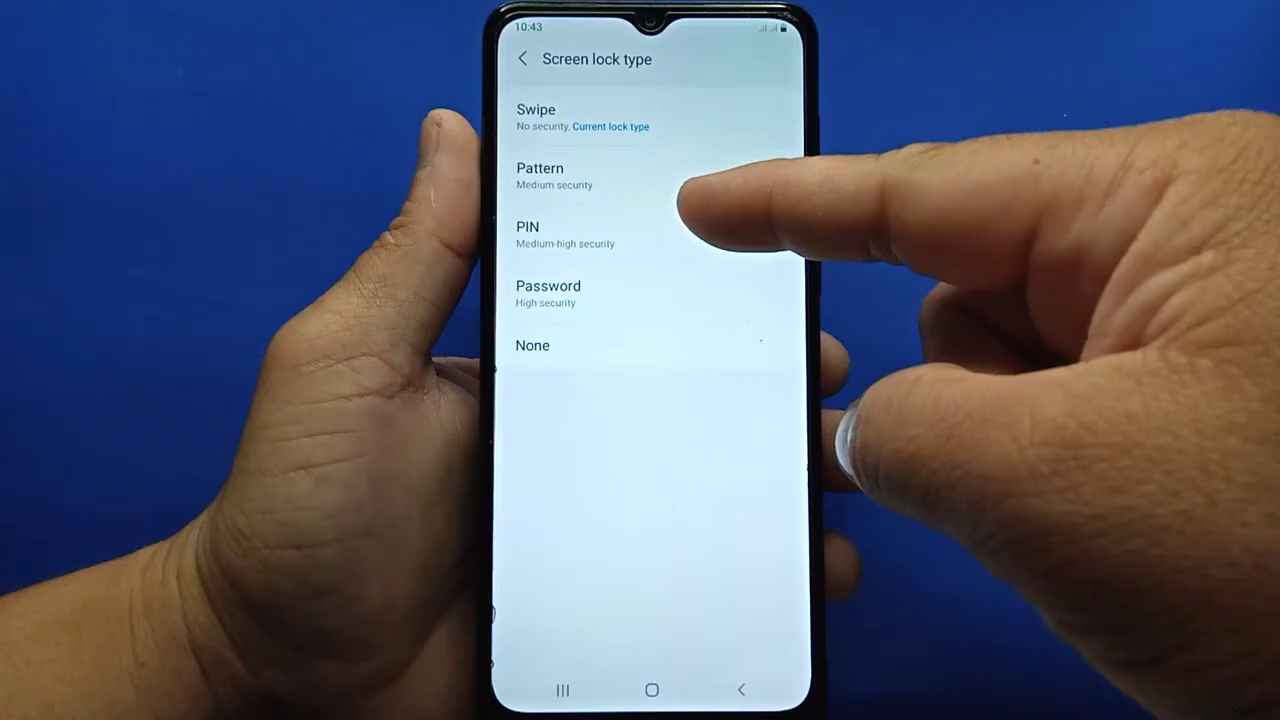 10:43
Screen lock type
Swipe
No security, Current lock type
Pattern
Medium security
PIN
Medium-high security
Password
High security
None